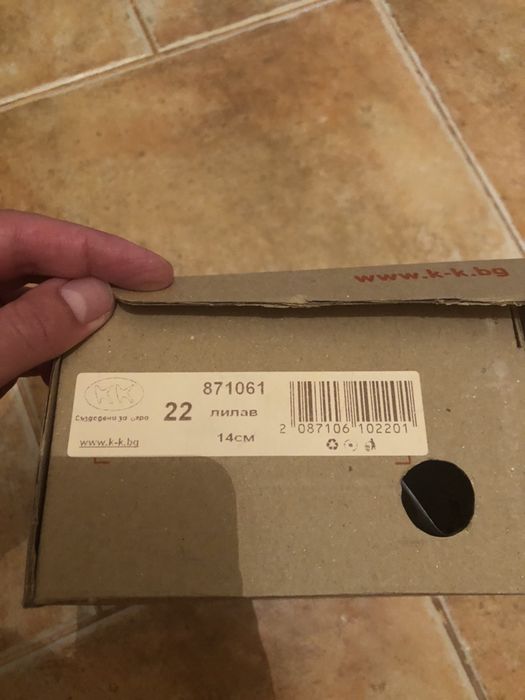 www.k-k.bg
КК
Създадени за игра
www.k-k.bg
22
871061
лилав
14см
2 087106 102201